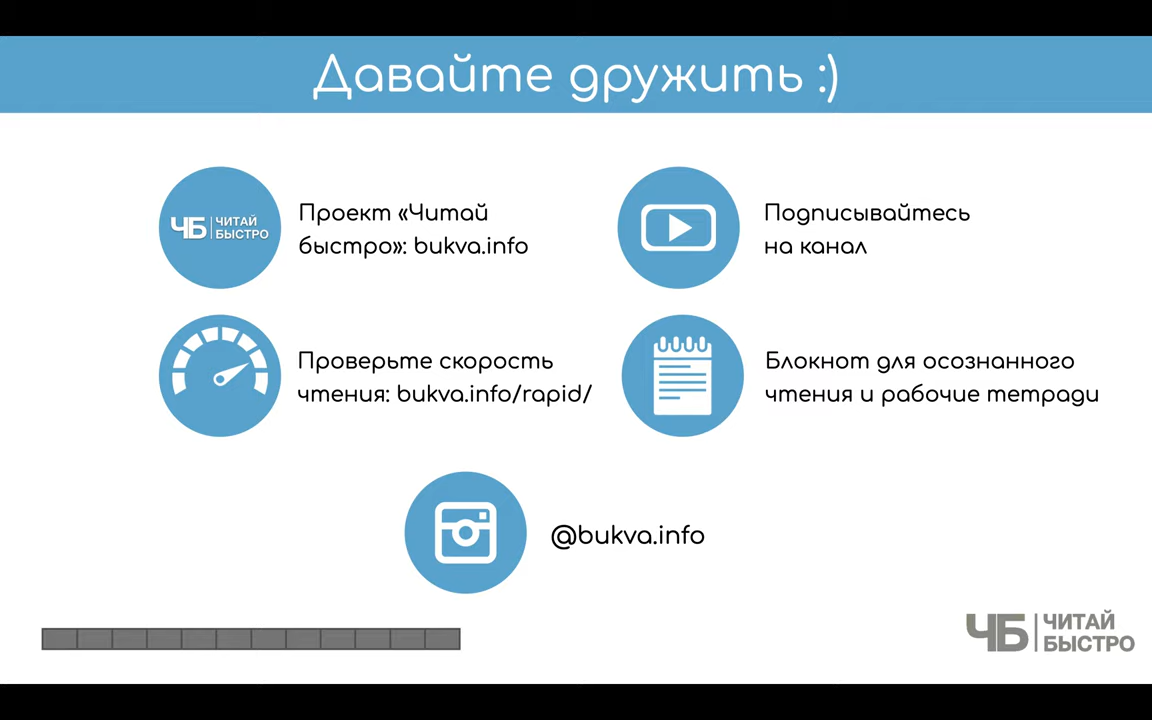 Давайте дружить :)
ЧБ ЧИТАЙ
БЫСТРО
Проект «Читай
быстро»: bukva.info
Подписывайтесь
на канал
Проверьте скорость
чтения: bukva.info/rapid/
Блокнот для осознанного
чтения и рабочие тетради
@bukva.info
ЧБ ЧИТАЙ
БЫСТРО